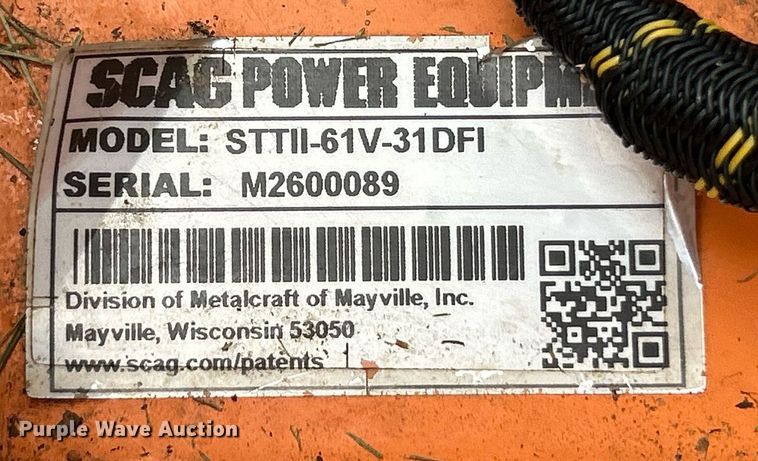 SCAG POWER EQUIPM
MODEL: STTII-61V-31DFI
SERIAL: M2600089
Division of Metalcraft of Mayville, Inc.
Mayville, Wisconsin 53050
www.scag.com/patents
Purple Wave Auction